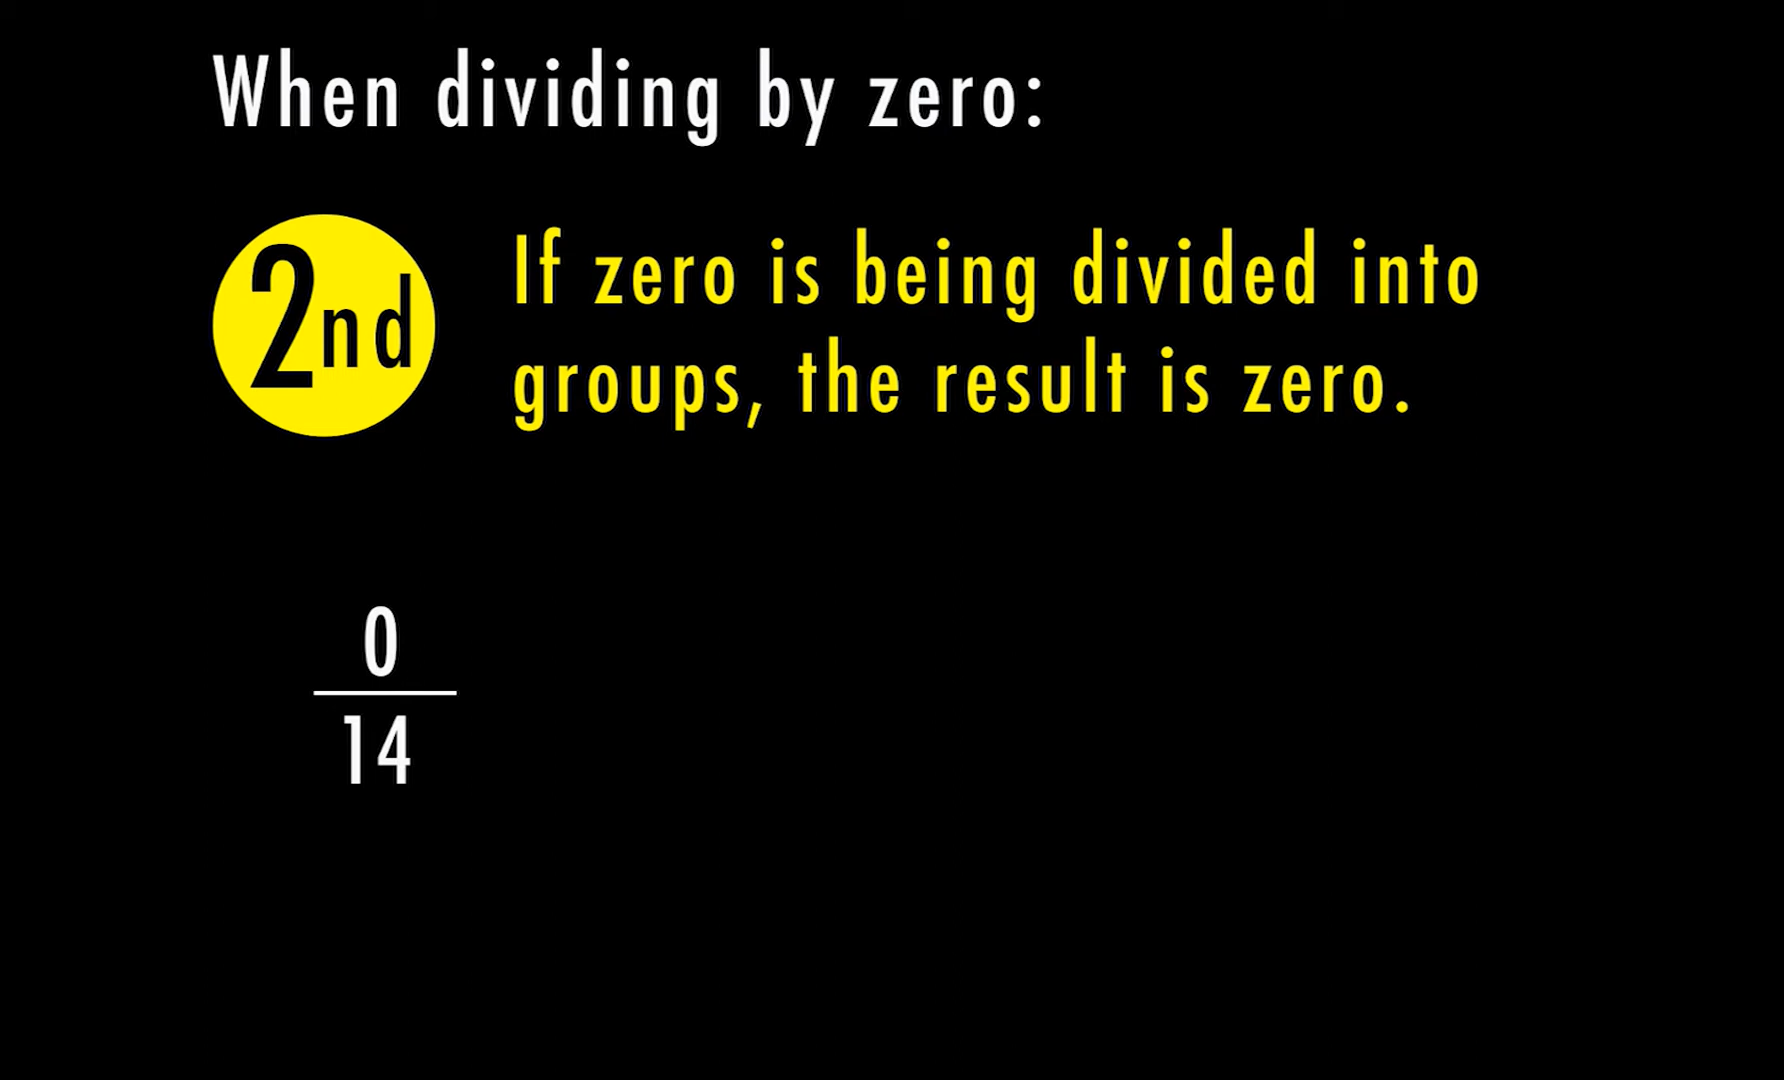 When dividing by zero:
2nd
If zero is being divided into
groups, the result is zero.
0
14